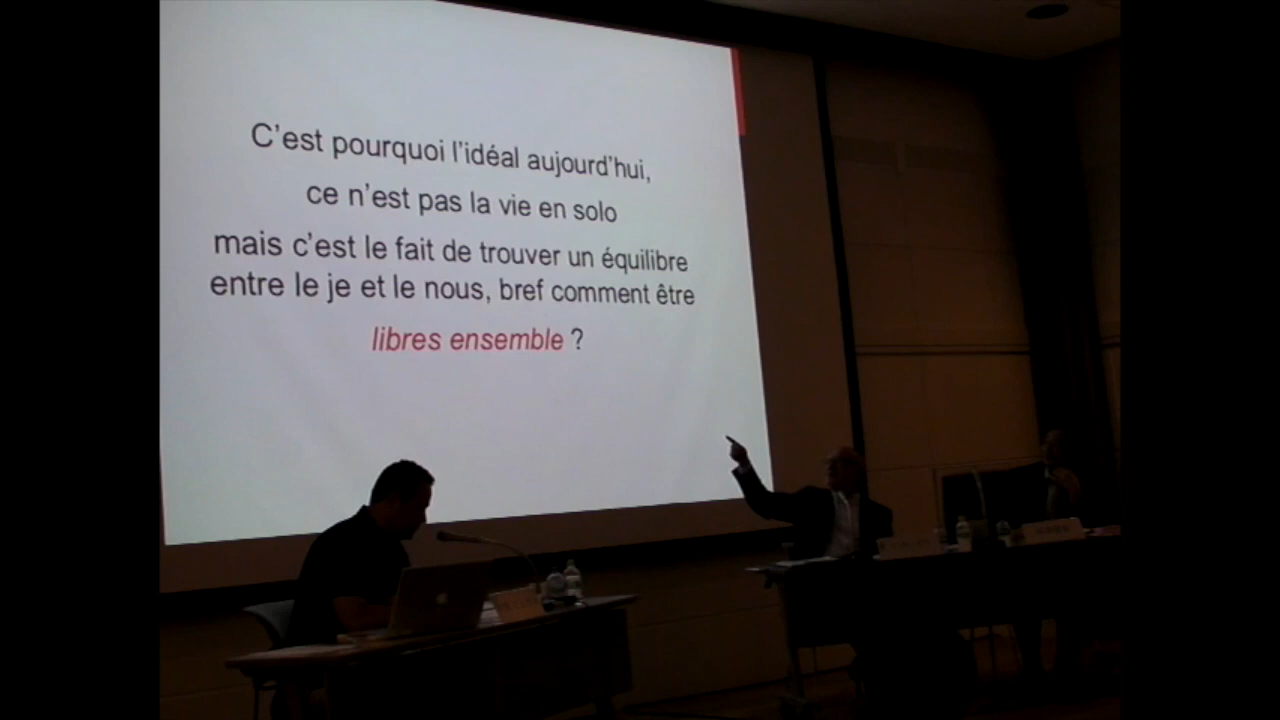 C'est pourquoi l'idéal aujourd'hui,
ce n'est pas la vie en solo
mais c'est le fait de trouver un équilibre
entre le je et le nous, bref comment être
libres ensemble ?